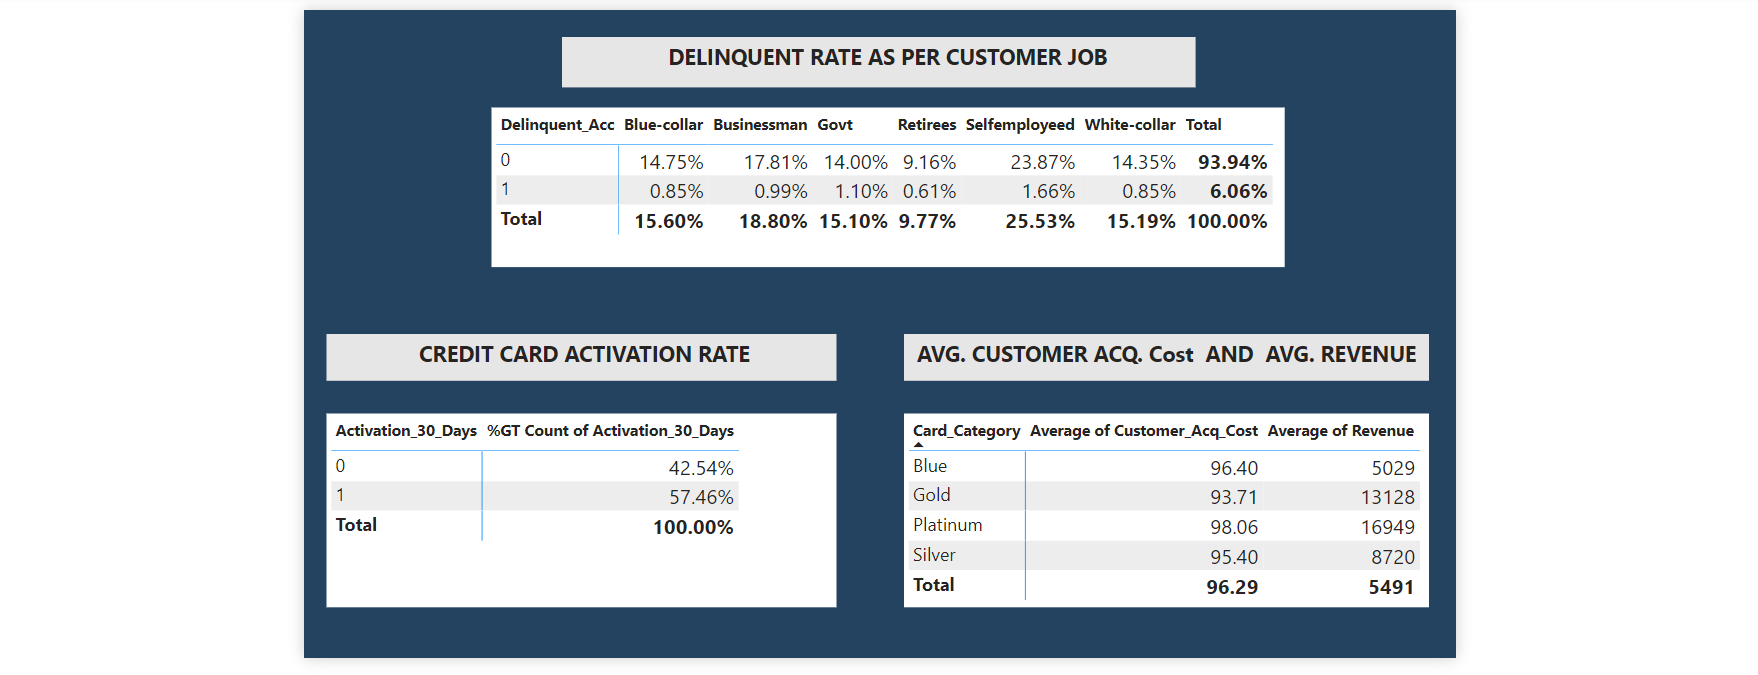 DELINQUENT RATE AS PER CUSTOMER JOB
Delinquent_Acc Blue-collar Businessman Govt Retirees Selfemployeed White-collar Total
0 14.75% 17.81% 14.00% 9.16% 23.87% 14.35% 93.94%
1 0.85% 0.99% 1.10% 0.61% 1.66% 0.85% 6.06%
Total 15.60% 18.80% 15.10% 9.77% 25.53% 15.19% 100.00%
CREDIT CARD ACTIVATION RATE
Activation_30_Days %GT Count of Activation_30_Days
0 42.54%
1 57.46%
Total 100.00%
AVG. CUSTOMER ACQ. Cost AND AVG. REVENUE
Card_Category Average of Customer_Acq_Cost Average of Revenue
Blue 96.40 5029
Gold 93.71 13128
Platinum 98.06 16949
Silver 95.40 8720
Total 96.29 5491